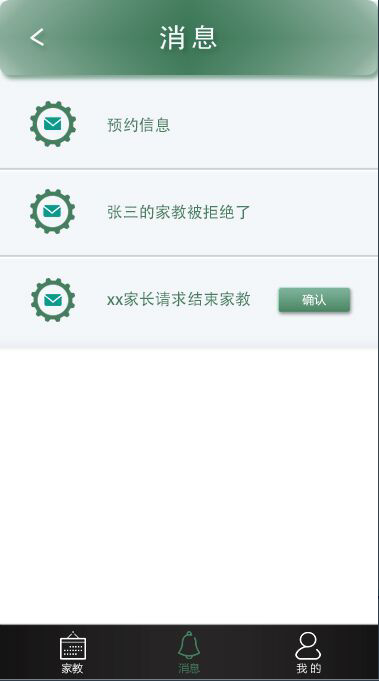 消息
预约信息
张三的家教被拒绝了
xx家长请求结束家教
确认
家教
消息
我的